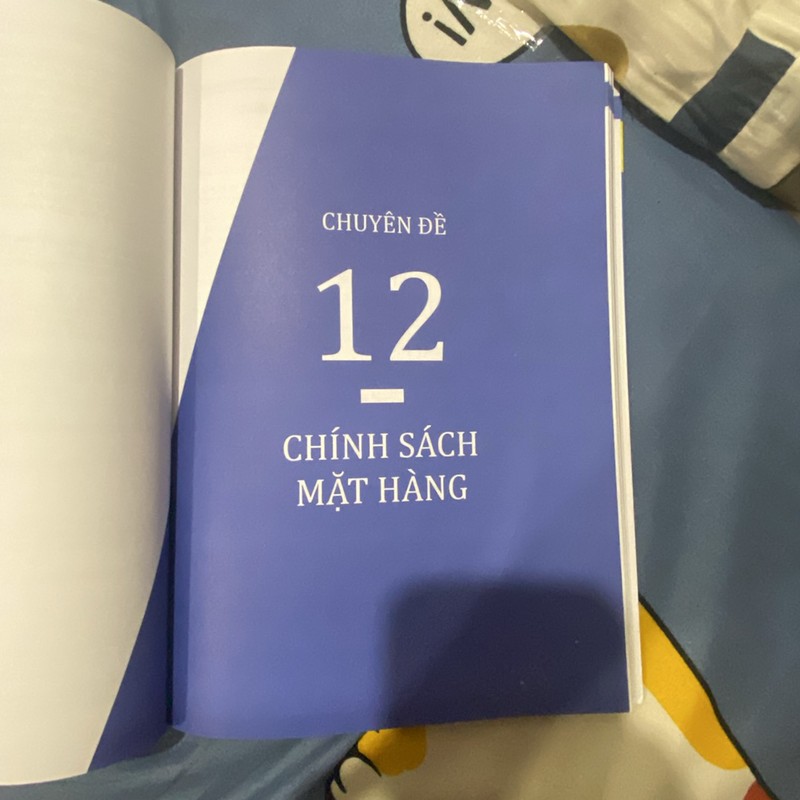 CHUYÊN ĐỀ
12
CHÍNH SÁCH
MẶT HÀNG